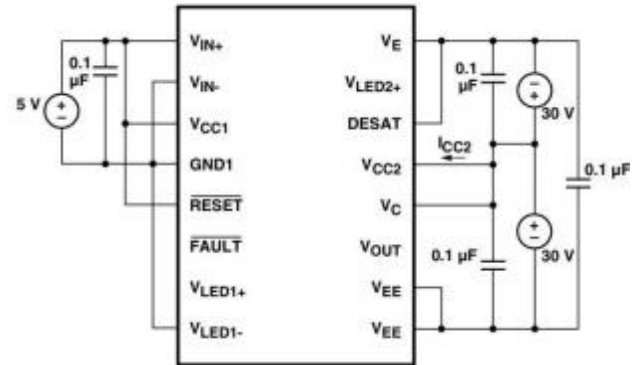 V_IN+
V_E
0.1
µF
0.1
µF
V_IN-
V_LED2+
5 V
+
−
−
+
30 V
V_CC1
DESAT
I_CC2
GND1
V_CC2
0.1 µF
RESET
V_C
+
−
FAULT
V_OUT
0.1 µF
30 V
V_LED1+
V_EE
V_LED1-
V_EE